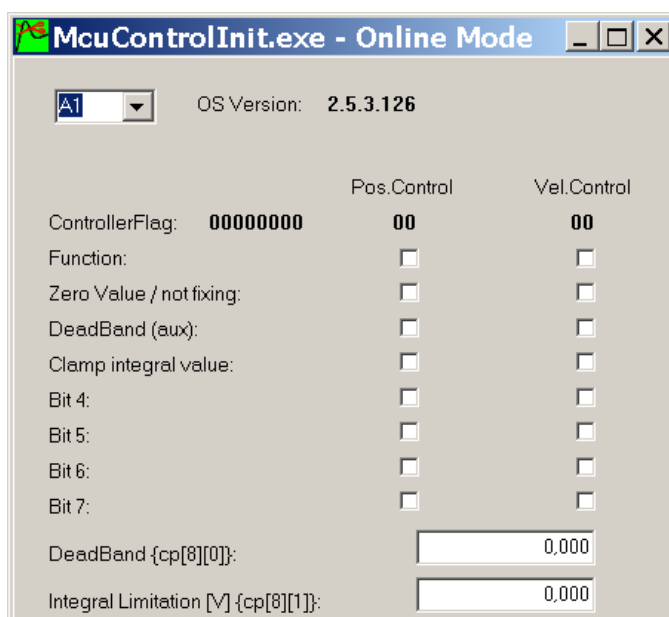 McuControlInit.exe - Online Mode
A1 OS Version: 2.5.3.126
Pos.Control Vel.Control
ControllerFlag: 00000000 00 00
Function:
Zero Value / not fixing:
DeadBand (aux):
Clamp integral value:
Bit 4:
Bit 5:
Bit 6:
Bit 7:
DeadBand {cp[8][0]}: 0,000
Integral Limitation [V] {cp[8][1]}: 0,000